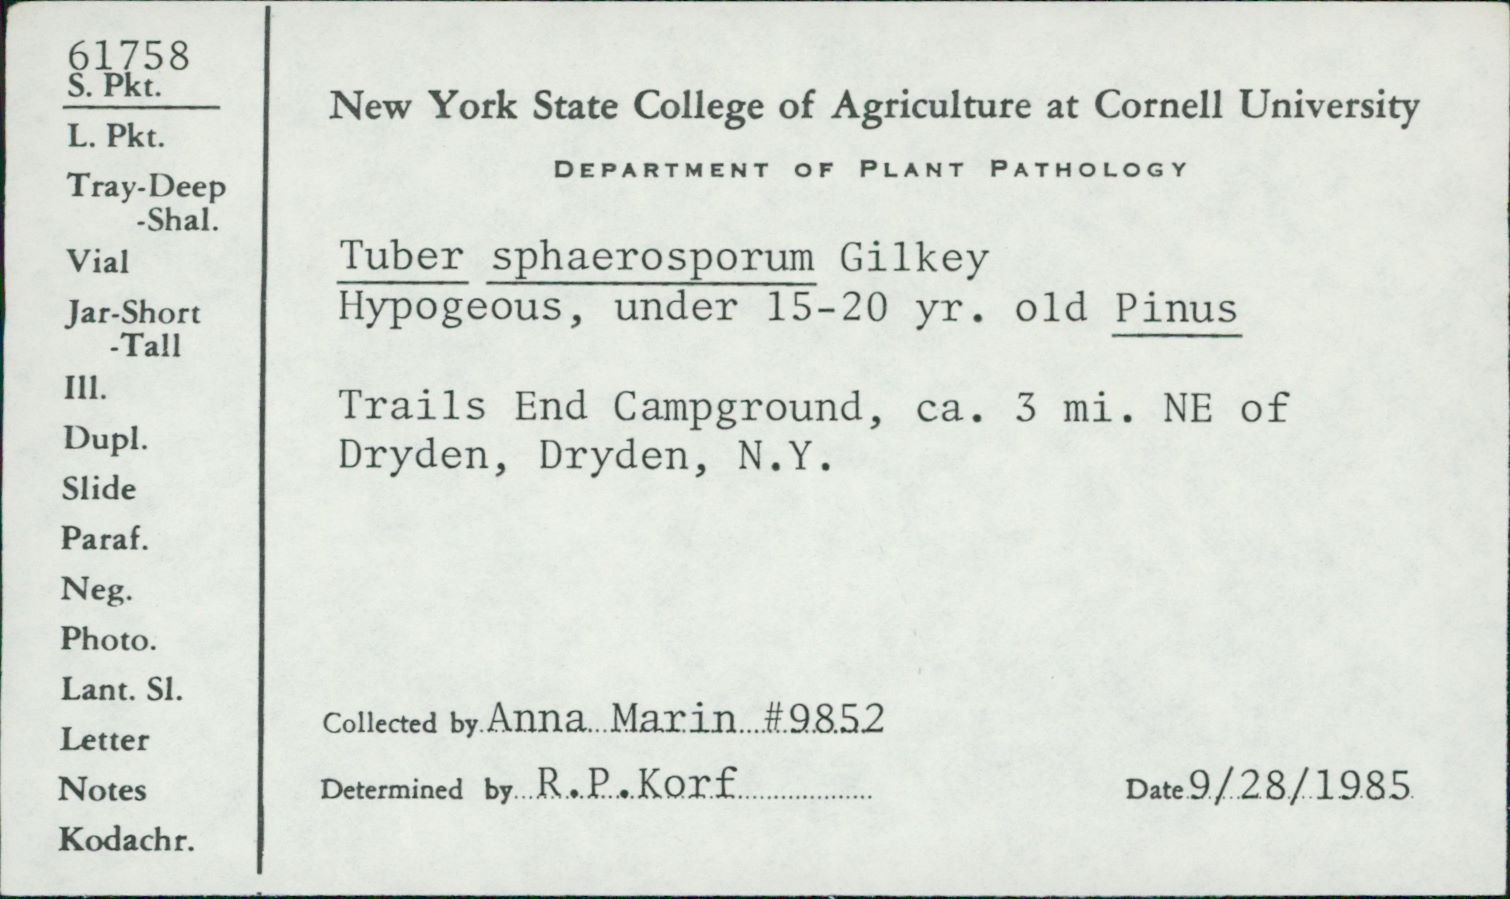 61758
S. Pkt.
L. Pkt.
Tray-Deep
-Shal.
Vial
Jar-Short
-Tall
Ill.
Dupl.
Slide
Paraf.
Neg.
Photo.
Lant. Sl.
Letter
Notes
Kodachr.
New York State College of Agriculture at Cornell University
DEPARTMENT OF PLANT PATHOLOGY
Tuber sphaerosporum Gilkey
Hypogeous, under 15-20 yr. old Pinus
Trails End Campground, ca. 3 mi. NE of
Dryden, Dryden, N.Y.
Collected by Anna Marin #9852
Determined by R.P.Korf
Date 9/28/1985